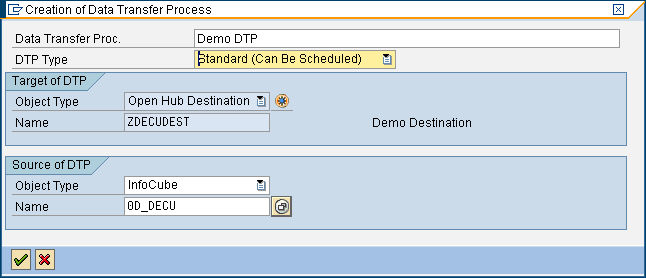 Creation of Data Transfer Process
Data Transfer Proc. Demo DTP
DTP Type Standard (Can Be Scheduled)
Target of DTP
Object Type Open Hub Destination
Name ZDECUDEST Demo Destination
Source of DTP
Object Type InfoCube
Name 0D_DECU